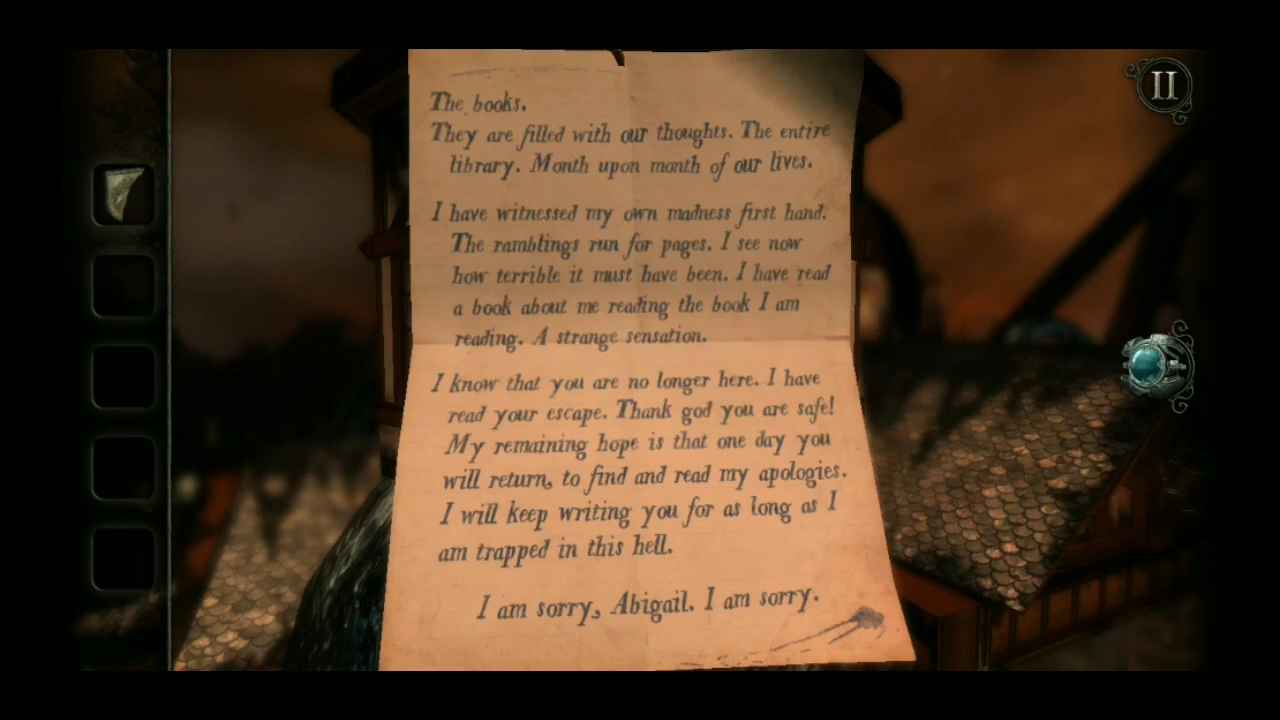 The books.
They are filled with our thoughts. The entire
library. Month upon month of our lives.
I have witnessed my own madness first hand.
The ramblings run for pages. I see now
how terrible it must have been. I have read
a book about me reading the book I am
reading. A strange sensation.
I know that you are no longer here. I have
read your escape. Thank god you are safe!
My remaining hope is that one day you
will return, to find and read my apologies.
I will keep writing you for as long as I
am trapped in this hell.
I am sorry, Abigail. I am sorry.